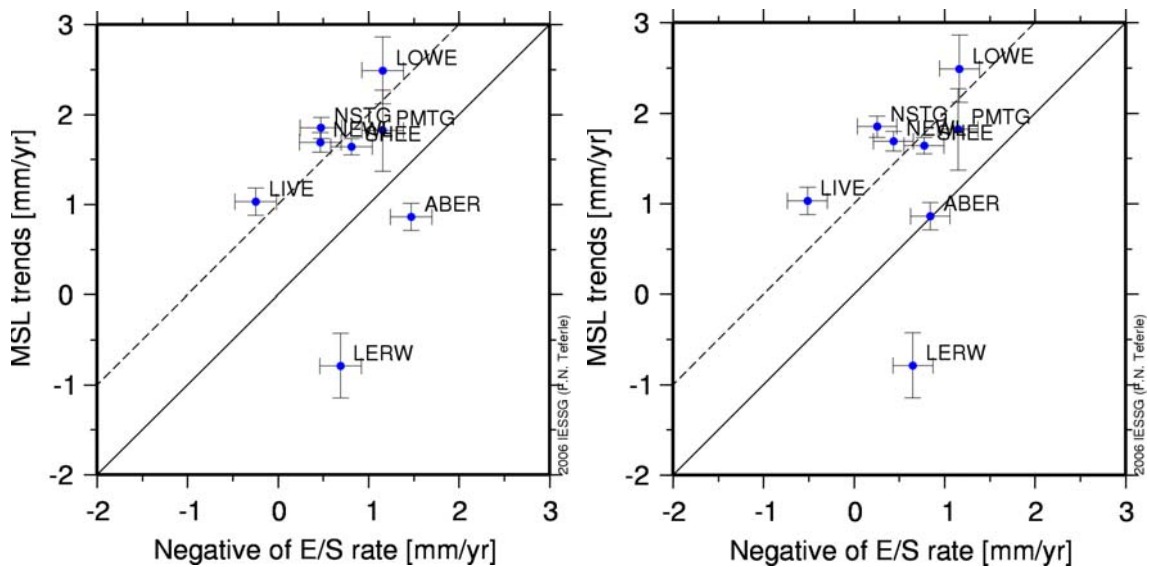 3
2
1
0
-1
-2
MSL trends [mm/yr]
LOWE
NSTG
PMTG
NEWL
SHEE
LIVE
ABER
LERW
2006 IESSG (F.N. Teferle)
-2 -1 0 1 2 3
Negative of E/S rate [mm/yr]
3
2
1
0
-1
-2
MSL trends [mm/yr]
LOWE
NSTG
PMTG
NEWL
SHEE
LIVE
ABER
LERW
2006 IESSG (F.N. Teferle)
-2 -1 0 1 2 3
Negative of E/S rate [mm/yr]